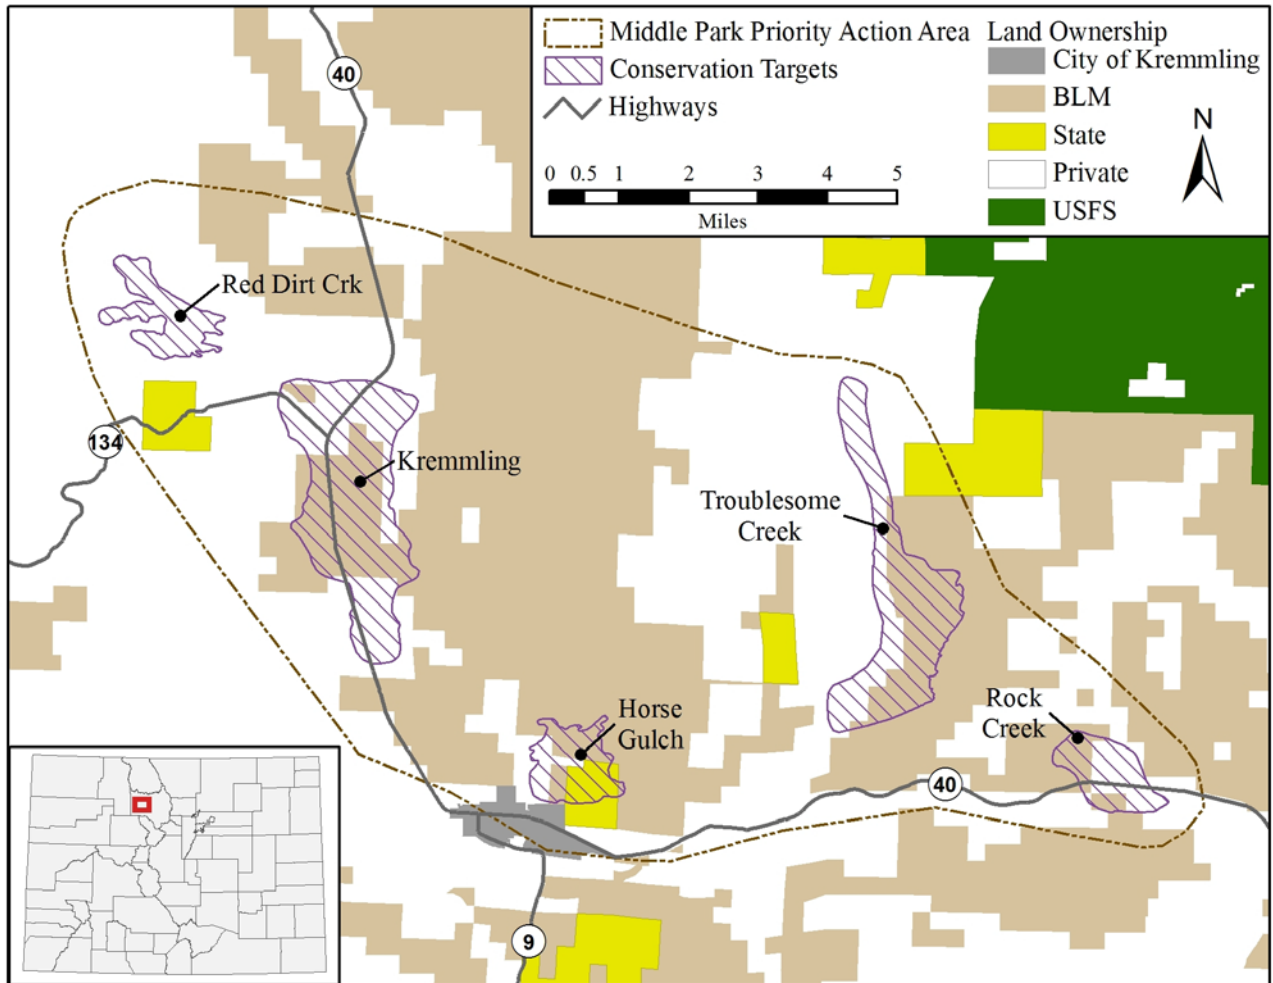 Middle Park Priority Action Area
Conservation Targets
Highways
0 0.5 1 2 3 4 5
Miles
Land Ownership
City of Kremmling
BLM
State
Private
USFS
N
40
Red Dirt Crk
134
Kremmling
Troublesome
Creek
Horse
Gulch
Rock
Creek
40
9